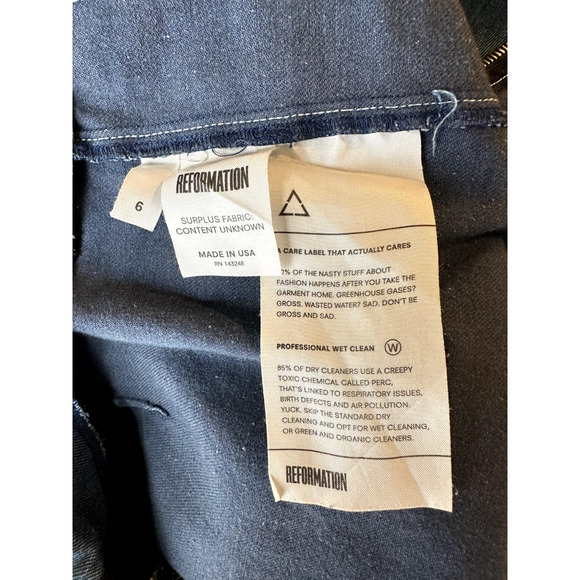 6
REFORMATION
SURPLUS FABRIC:
CONTENT UNKNOWN
MADE IN USA
RN 143248
A CARE LABEL THAT ACTUALLY CARES
0% OF THE NASTY STUFF ABOUT
FASHION HAPPENS AFTER YOU TAKE THE
GARMENT HOME. GREENHOUSE GASES?
GROSS. WASTED WATER? SAD. DON'T BE
GROSS AND SAD.
PROFESSIONAL WET CLEAN W
85% OF DRY CLEANERS USE A CREEPY
TOXIC CHEMICAL CALLED PERC,
THAT'S LINKED TO RESPIRATORY ISSUES,
BIRTH DEFECTS AND AIR POLLUTION.
YUCK. SKIP THE STANDARD DRY
CLEANING AND OPT FOR WET CLEANING,
OR GREEN AND ORGANIC CLEANERS.
REFORMATION